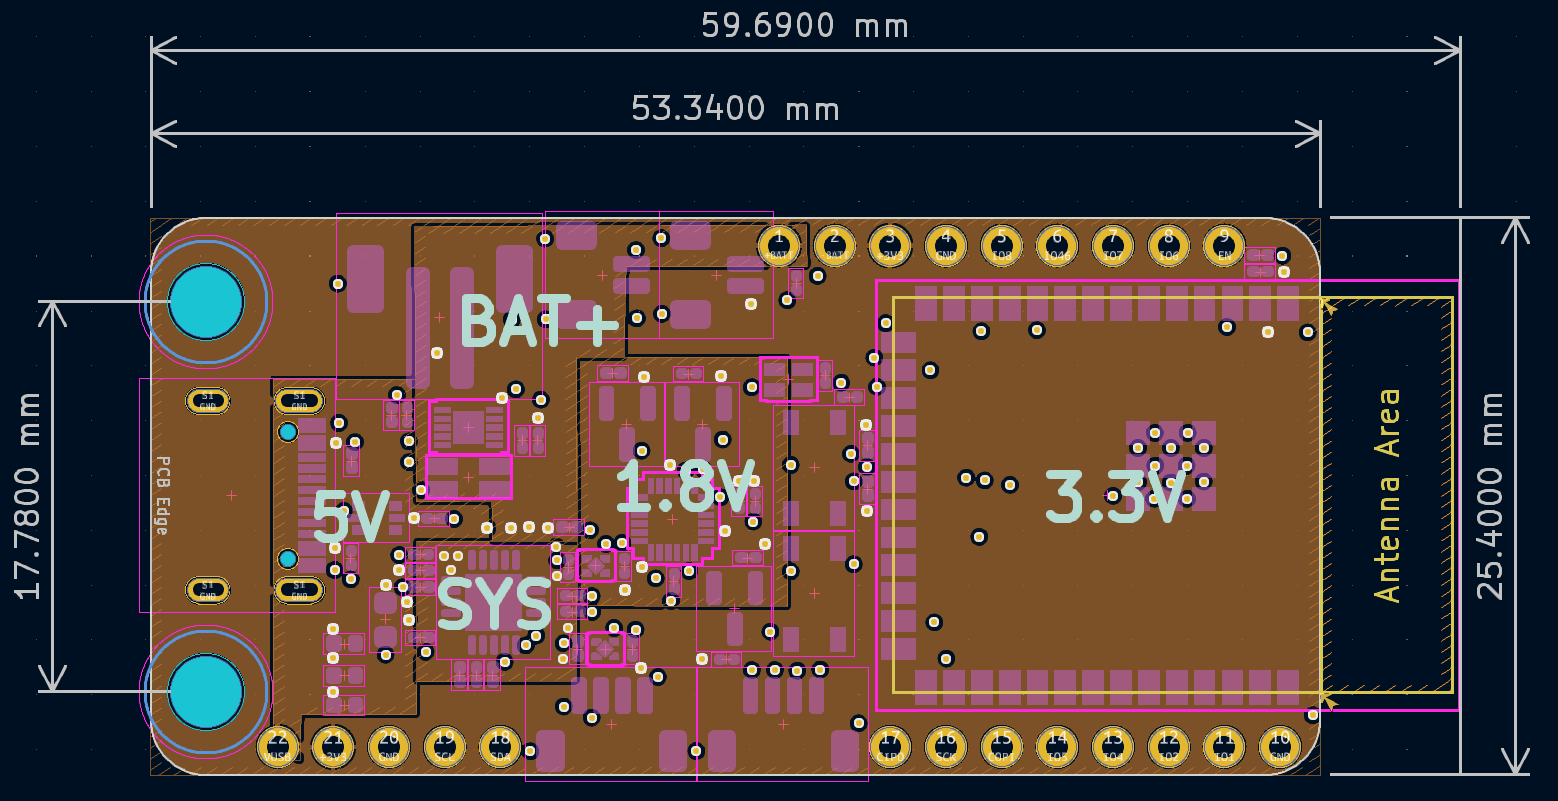 59.6900 mm
53.3400 mm
1
+BATT
2
-BATT
3
+3V3
4
GND
5
IO8
6
IO46
7
IO7
8
IO6
9
EN
BAT+
S1
GND
S1
GND
17.7800 mm
PCB Edge
5V
1.8V
3.3V
Antenna Area
25.4000 mm
SYS
S1
GND
S1
GND
22
VUSB
21
+3V3
20
GND
19
SCL
18
SDA
17
CIPO
16
SCK
15
COPI
14
IO5
13
IO4
12
IO2
11
IO1
10
GND